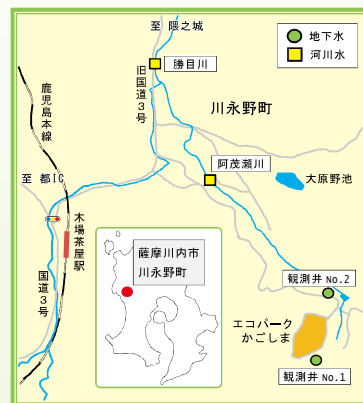 至 隈之城
地下水
河川水
勝目川
旧国道3号
川永野町
鹿児島本線
阿茂瀬川
至 都IC
大原野池
木場茶屋駅
薩摩川内市
川永野町
国道3号
観測井 No.2
エコパーク
かごしま
観測井 No.1